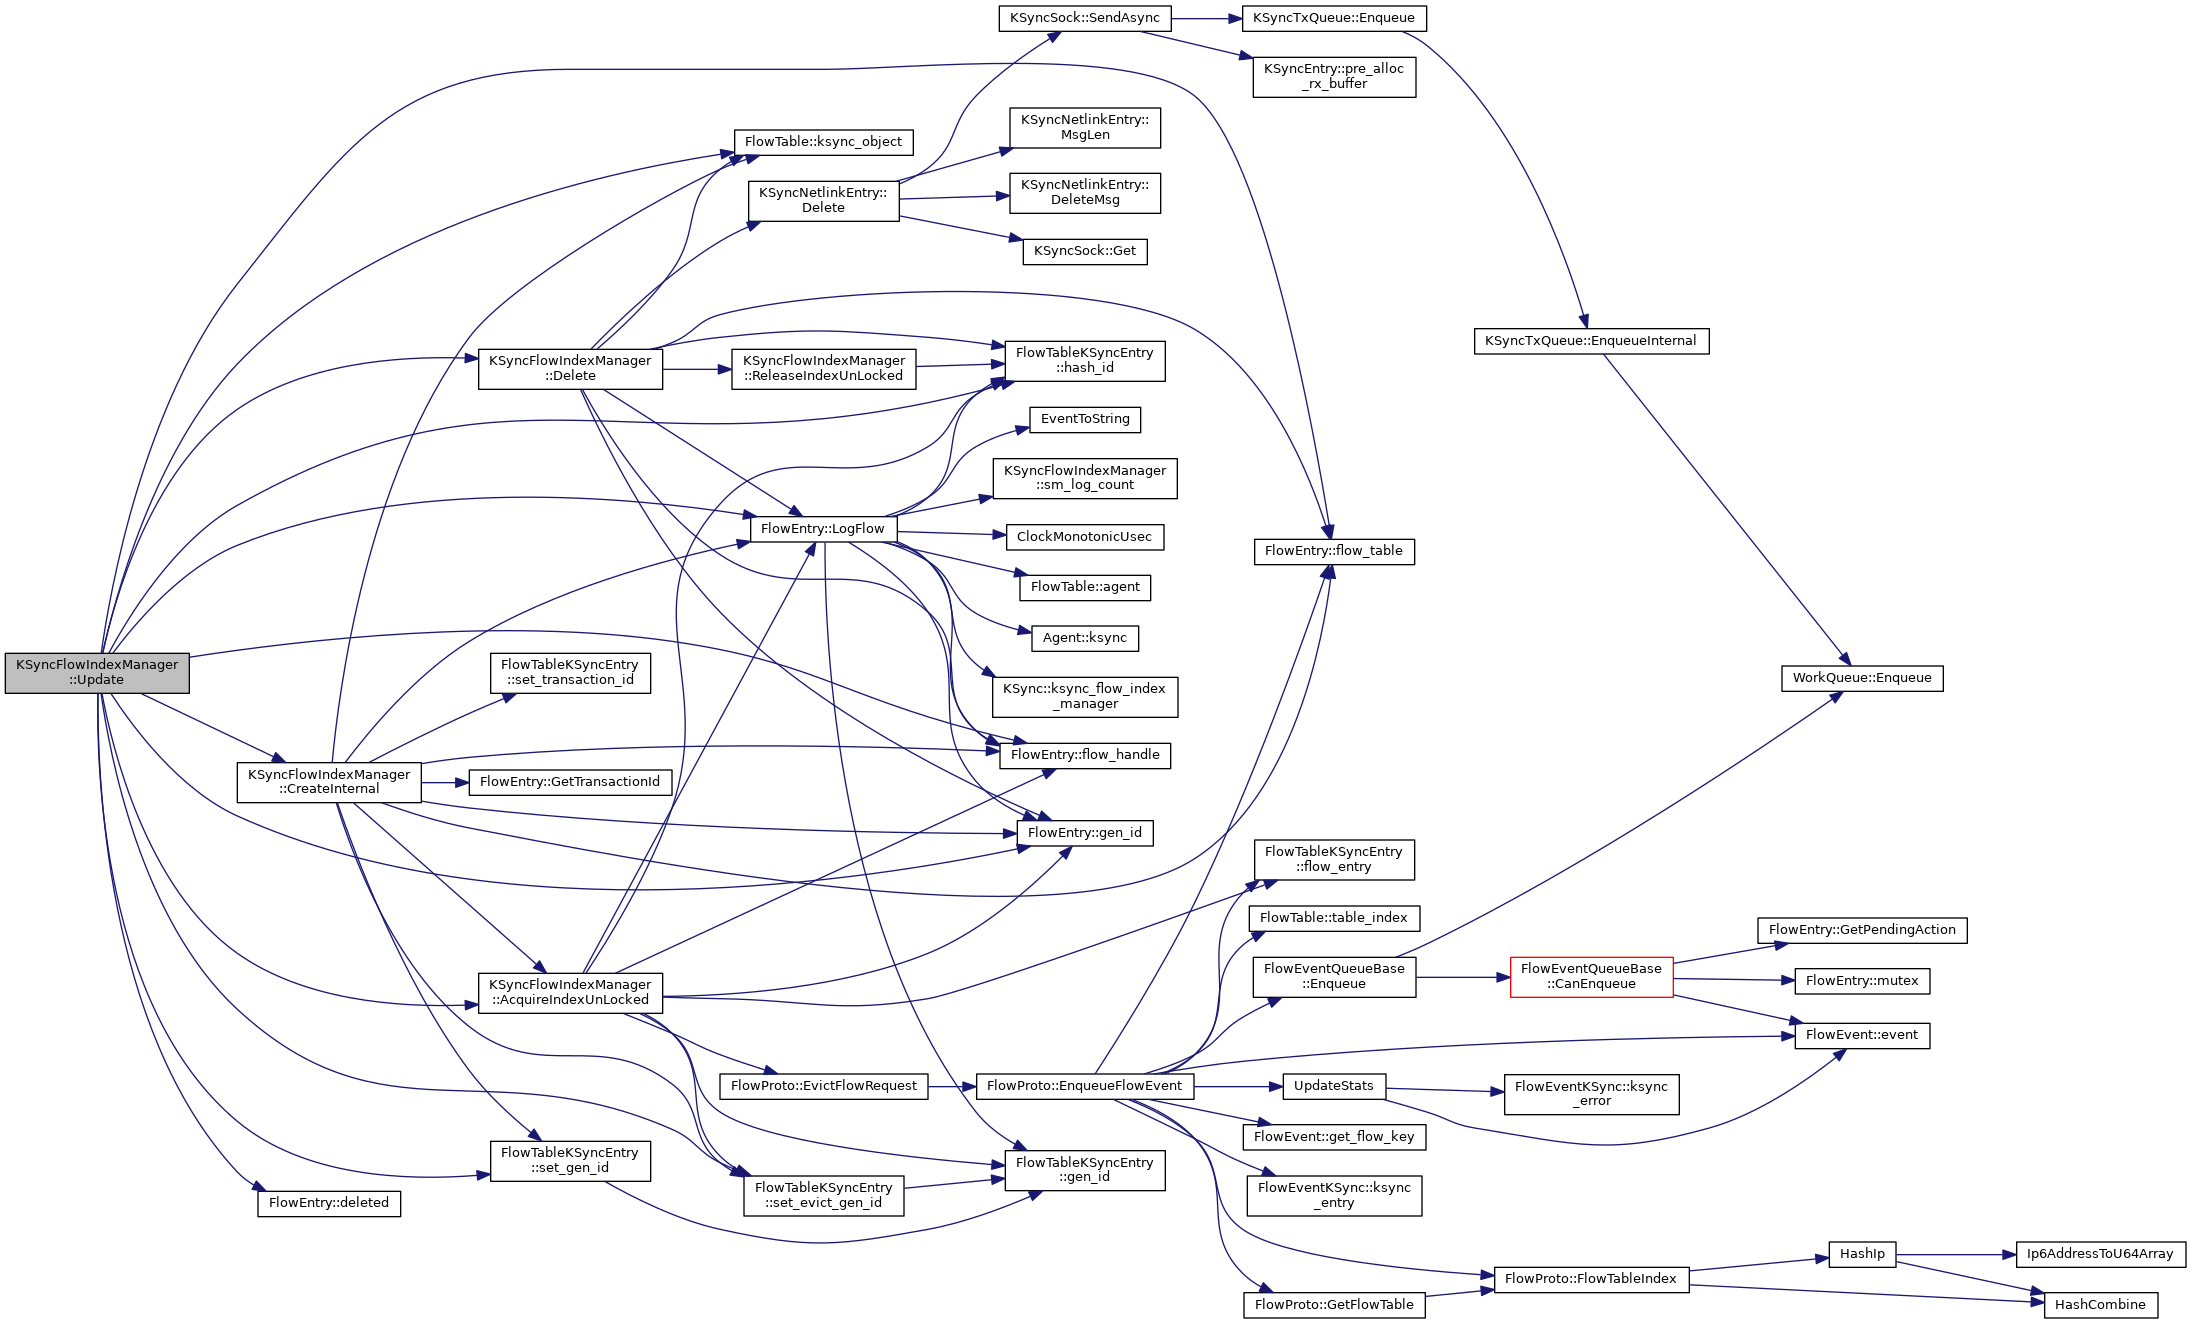 KSyncFlowIndexManager
::Update
FlowTable::ksync_object
KSyncNetlinkEntry::
Delete
KSyncFlowIndexManager
::Delete
KSyncFlowIndexManager
::ReleaseIndexUnLocked
FlowEntry::LogFlow
FlowTableKSyncEntry
::set_transaction_id
KSyncFlowIndexManager
::CreateInternal
FlowEntry::GetTransactionId
KSyncFlowIndexManager
::AcquireIndexUnLocked
FlowProto::EvictFlowRequest
FlowTableKSyncEntry
::set_gen_id
FlowTableKSyncEntry
::set_evict_gen_id
FlowEntry::deleted
KSyncSock::SendAsync
KSyncNetlinkEntry::
MsgLen
KSyncNetlinkEntry::
DeleteMsg
KSyncSock::Get
FlowTableKSyncEntry
::hash_id
EventToString
KSyncFlowIndexManager
::sm_log_count
ClockMonotonicUsec
FlowTable::agent
Agent::ksync
KSync::ksync_flow_index
_manager
FlowEntry::flow_handle
FlowEntry::gen_id
FlowProto::EnqueueFlowEvent
FlowTableKSyncEntry
::gen_id
KSyncTxQueue::Enqueue
KSyncEntry::pre_alloc
_rx_buffer
FlowEntry::flow_table
FlowTableKSyncEntry
::flow_entry
FlowTable::table_index
FlowEventQueueBase
::Enqueue
UpdateStats
FlowEvent::get_flow_key
FlowEventKSync::ksync
_entry
FlowProto::GetFlowTable
KSyncTxQueue::EnqueueInternal
FlowEventQueueBase
::CanEnqueue
FlowEventKSync::ksync
_error
FlowProto::FlowTableIndex
WorkQueue::Enqueue
FlowEntry::GetPendingAction
FlowEntry::mutex
FlowEvent::event
HashIp
Ip6AddressToU64Array
HashCombine